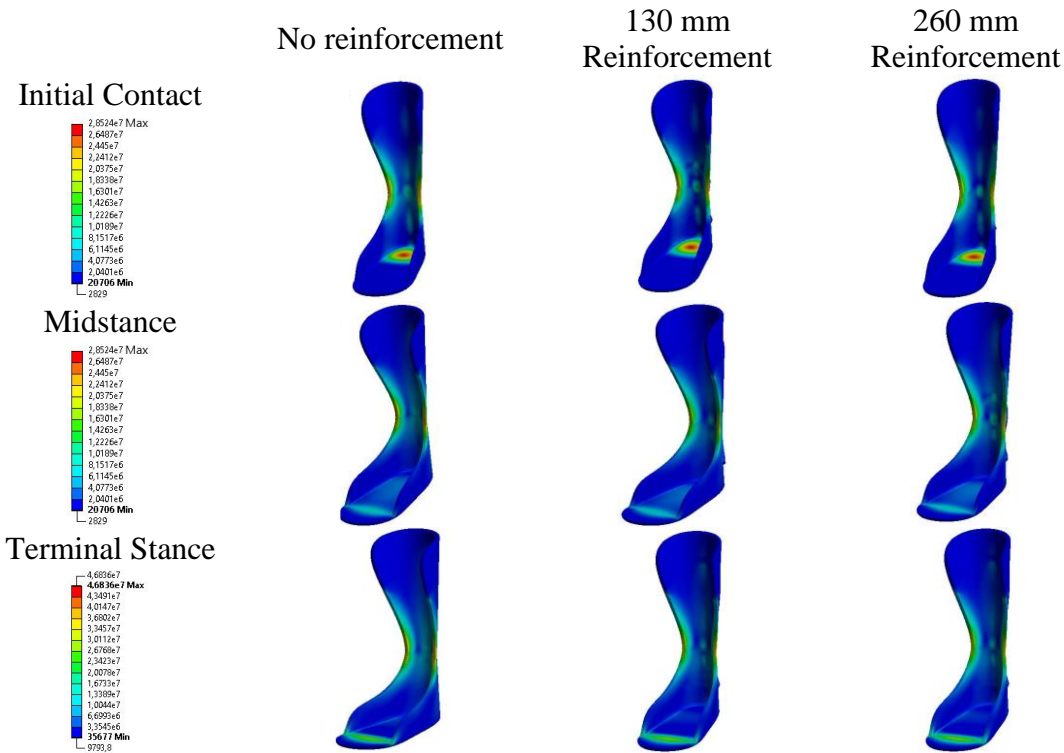 No reinforcement
130 mm
Reinforcement
260 mm
Reinforcement
Initial Contact
2,8524e7 Max
2,6487e7
2,445e7
2,2412e7
2,0375e7
1,8338e7
1,6301e7
1,4263e7
1,2226e7
1,0189e7
8,1517e6
6,1145e6
4,0773e6
2,0401e6
20706 Min
2829
Midstance
2,8524e7 Max
2,6487e7
2,445e7
2,2412e7
2,0375e7
1,8338e7
1,6301e7
1,4263e7
1,2226e7
1,0189e7
8,1517e6
6,1145e6
4,0773e6
2,0401e6
20706 Min
2829
Terminal Stance
4,6836e7
4,6836e7 Max
4,3491e7
4,0147e7
3,6802e7
3,3457e7
3,0112e7
2,6768e7
2,3423e7
2,0078e7
1,6733e7
1,3389e7
1,0044e7
6,6993e6
3,3545e6
35677 Min
9793,8